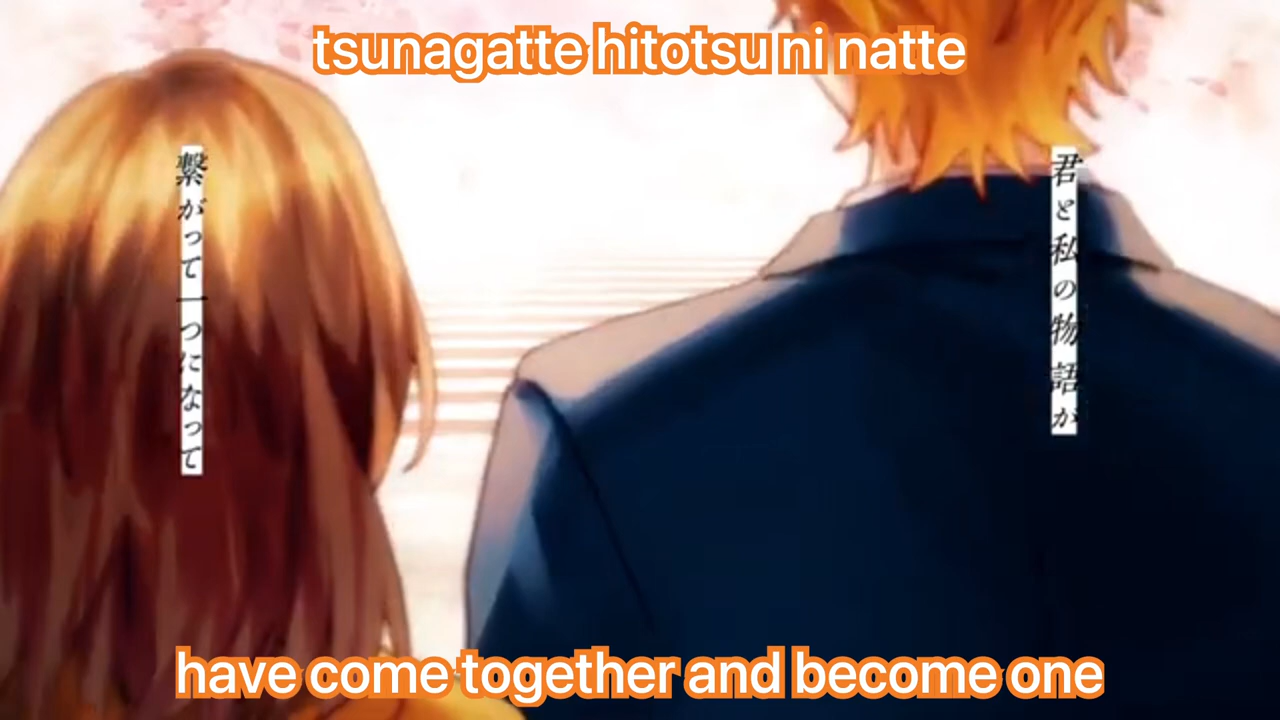 tsunagatte hitotsu ni natte
君と私の物語が
繋がって一つになって
have come together and become one